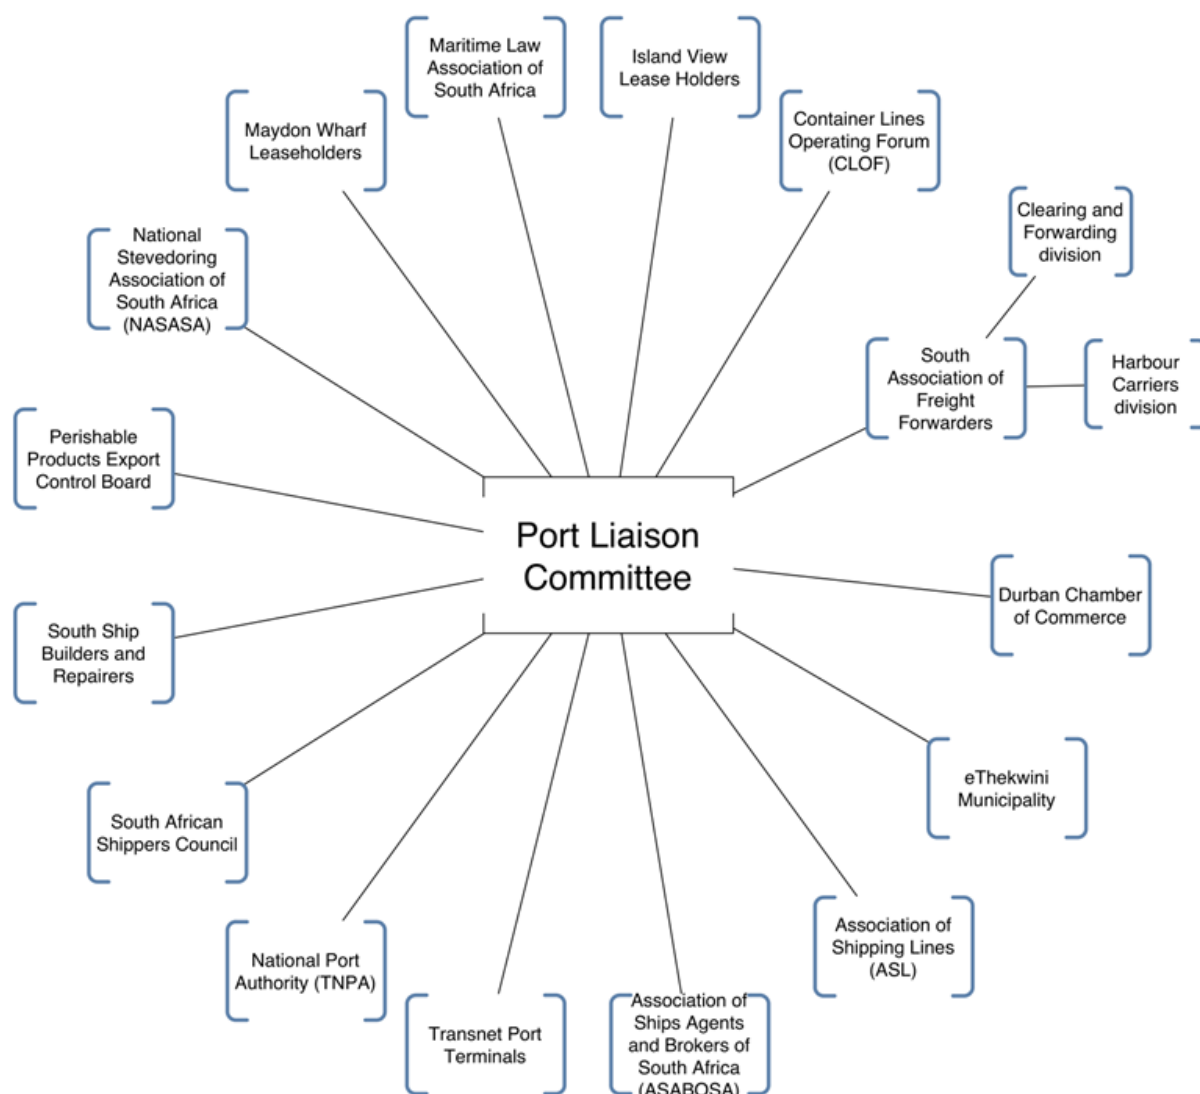 Maritime Law
Association of
South Africa
Island View
Lease Holders
Maydon Wharf
Leaseholders
Container Lines
Operating Forum
(CLOF)
Clearing and
Forwarding
division
National
Stevedoring
Association of
South Africa
(NASASA)
South
Association of
Freight
Forwarders
Harbour
Carriers
division
Perishable
Products Export
Control Board
Port Liaison
Committee
Durban Chamber
of Commerce
South Ship
Builders and
Repairers
eThekwini
Municipality
South African
Shippers Council
Association of
Shipping Lines
(ASL)
National Port
Authority (TNPA)
Transnet Port
Terminals
Association of
Ships Agents
and Brokers of
South Africa
(ASABOSA)